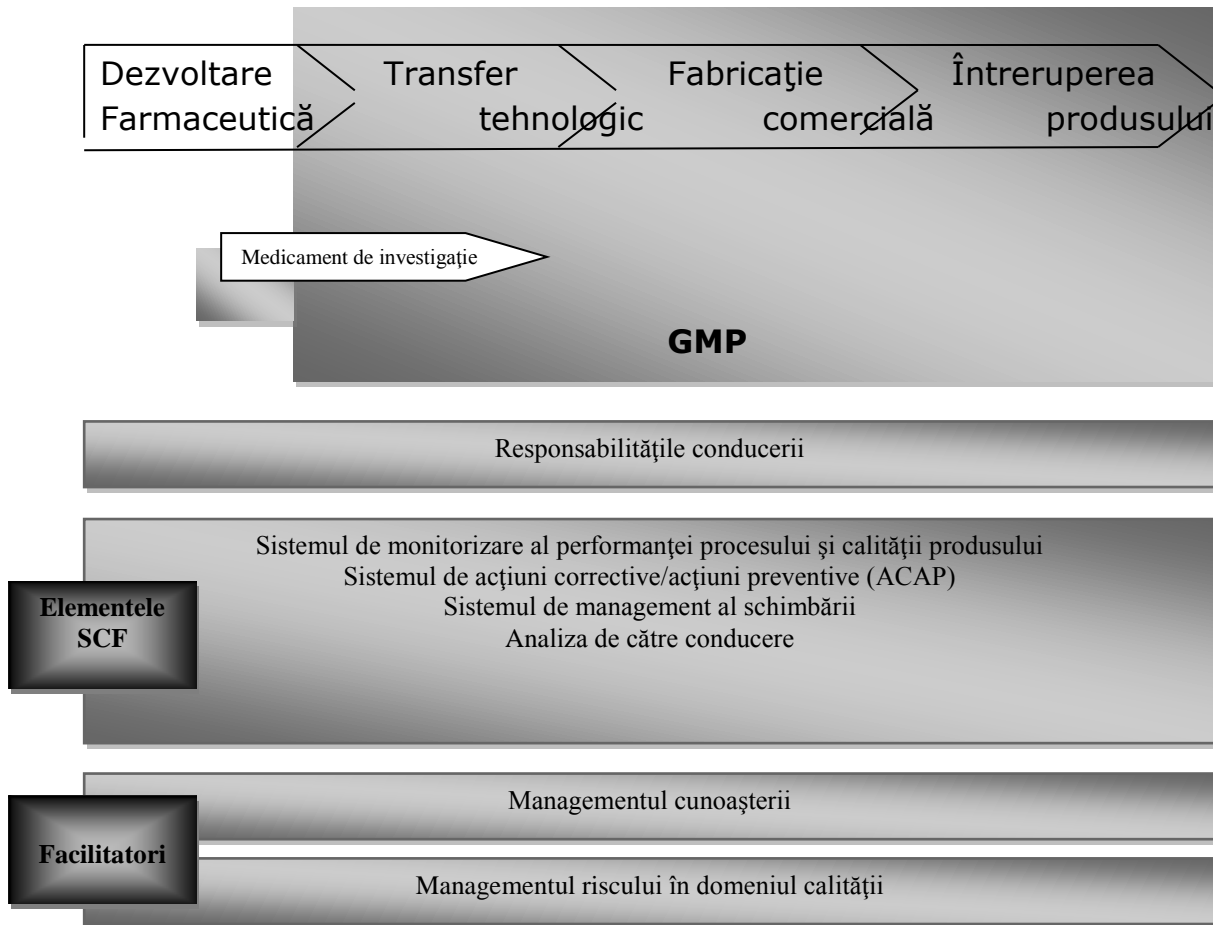 Dezvoltare Transfer Fabricaţie Întreruperea
Farmaceutică tehnologic comercială produsului
Medicament de investigaţie
GMP
Responsabilităţile conducerii
Sistemul de monitorizare al performanţei procesului şi calităţii produsului
Sistemul de acţiuni corrective/acţiuni preventive (ACAP)
Sistemul de management al schimbării
Analiza de către conducere
Elementele
SCF
Managementul cunoaşterii
Facilitatori
Managementul riscului în domeniul calităţii